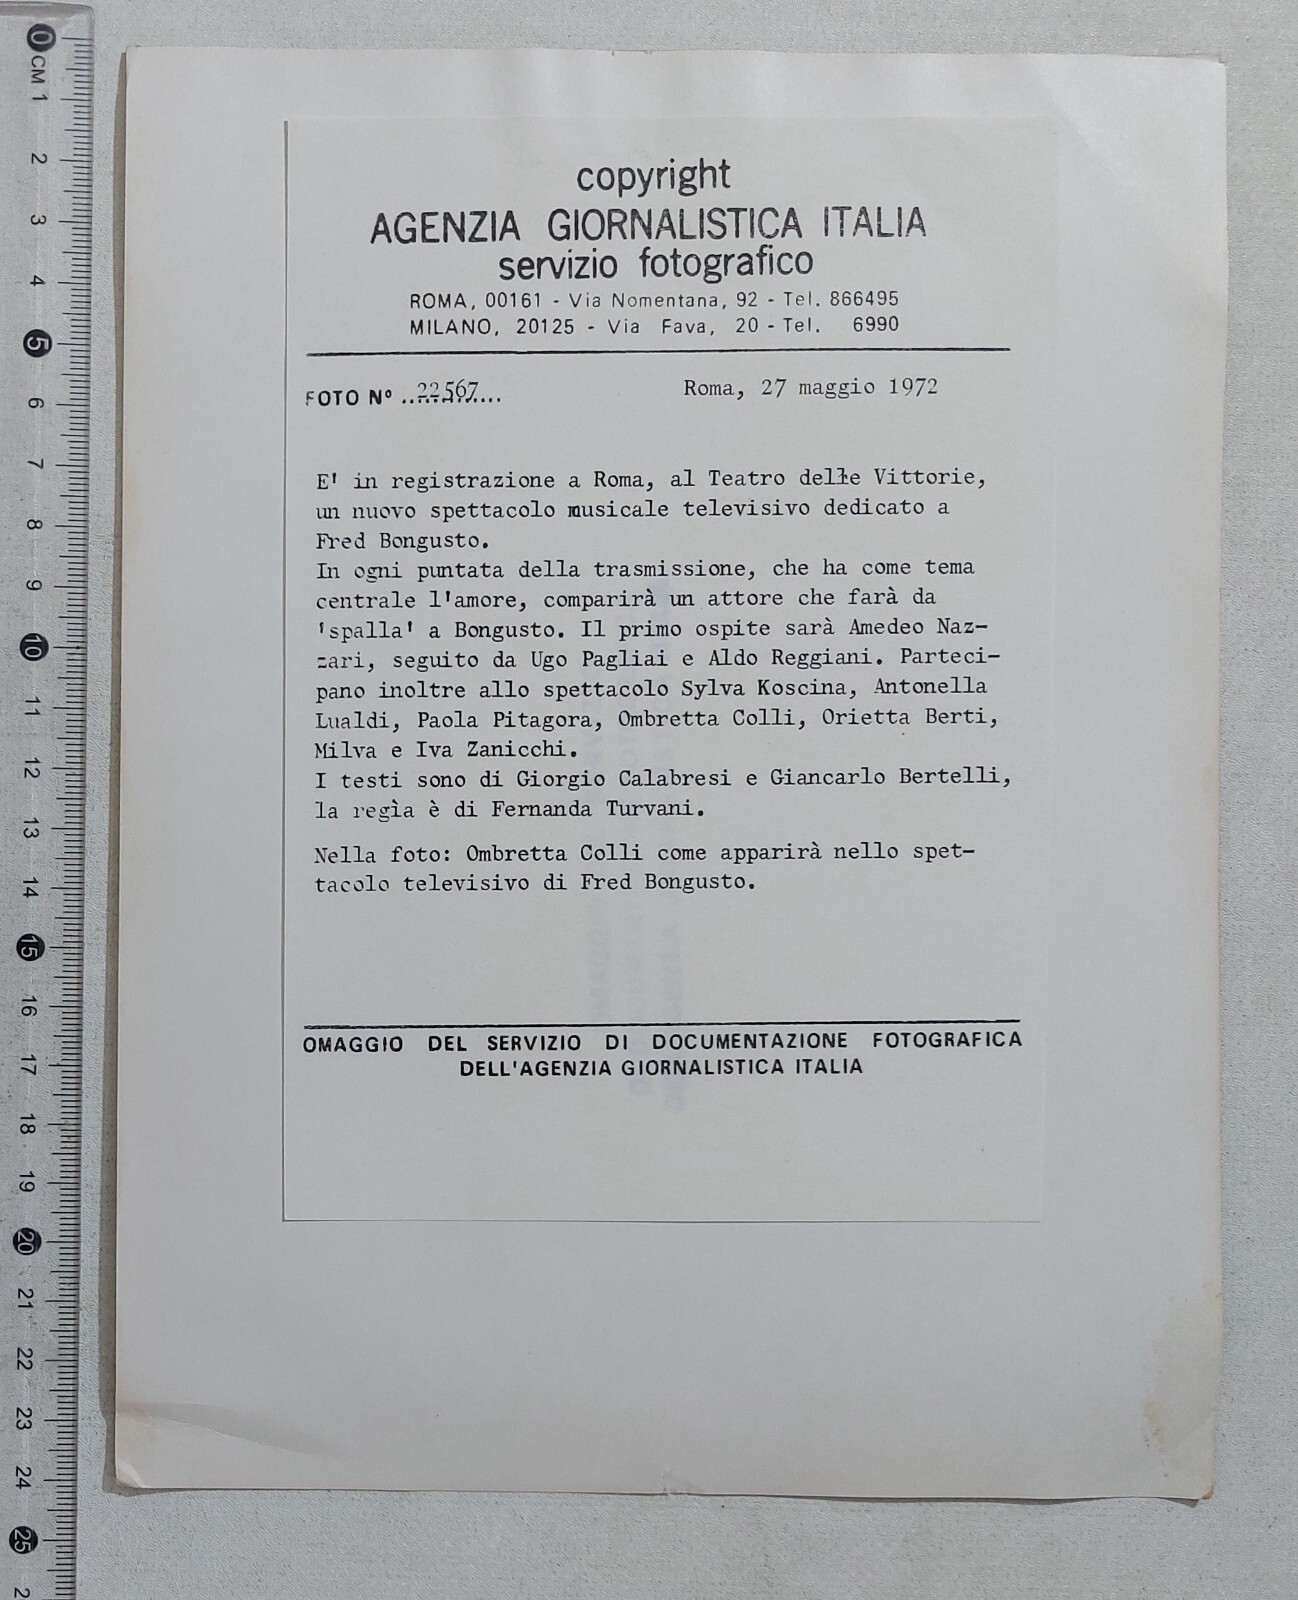 copyright
AGENZIA GIORNALISTICA ITALIA
servizio fotografico
ROMA, 00161 - Via Nomentana, 92 - Tel. 866495
MILANO, 20125 - Via Fava, 20 - Tel. 6990
FOTO N° ..22567...
Roma, 27 maggio 1972
E' in registrazione a Roma, al Teatro delle Vittorie,
un nuovo spettacolo musicale televisivo dedicato a
Fred Bongusto.
In ogni puntata della trasmissione, che ha come tema
centrale l'amore, comparirà un attore che farà da
'spalla' a Bongusto. Il primo ospite sarà Amedeo Naz-
zari, seguito da Ugo Pagliai e Aldo Reggiani. Parteci-
pano inoltre allo spettacolo Sylva Koscina, Antonella
Lualdi, Paola Pitagora, Ombretta Colli, Orietta Berti,
Milva e Iva Zanicchi.
I testi sono di Giorgio Calabresi e Giancarlo Bertelli,
la regìa è di Fernanda Turvani.
Nella foto: Ombretta Colli come apparirà nello spet-
tacolo televisivo di Fred Bongusto.
OMAGGIO DEL SERVIZIO DI DOCUMENTAZIONE FOTOGRAFICA
DELL'AGENZIA GIORNALISTICA ITALIA
0 CM 1
2
3
4
5
6
7
8
9
10
11
12
13
14
15
16
17
18
19
20
21
22
23
24
25